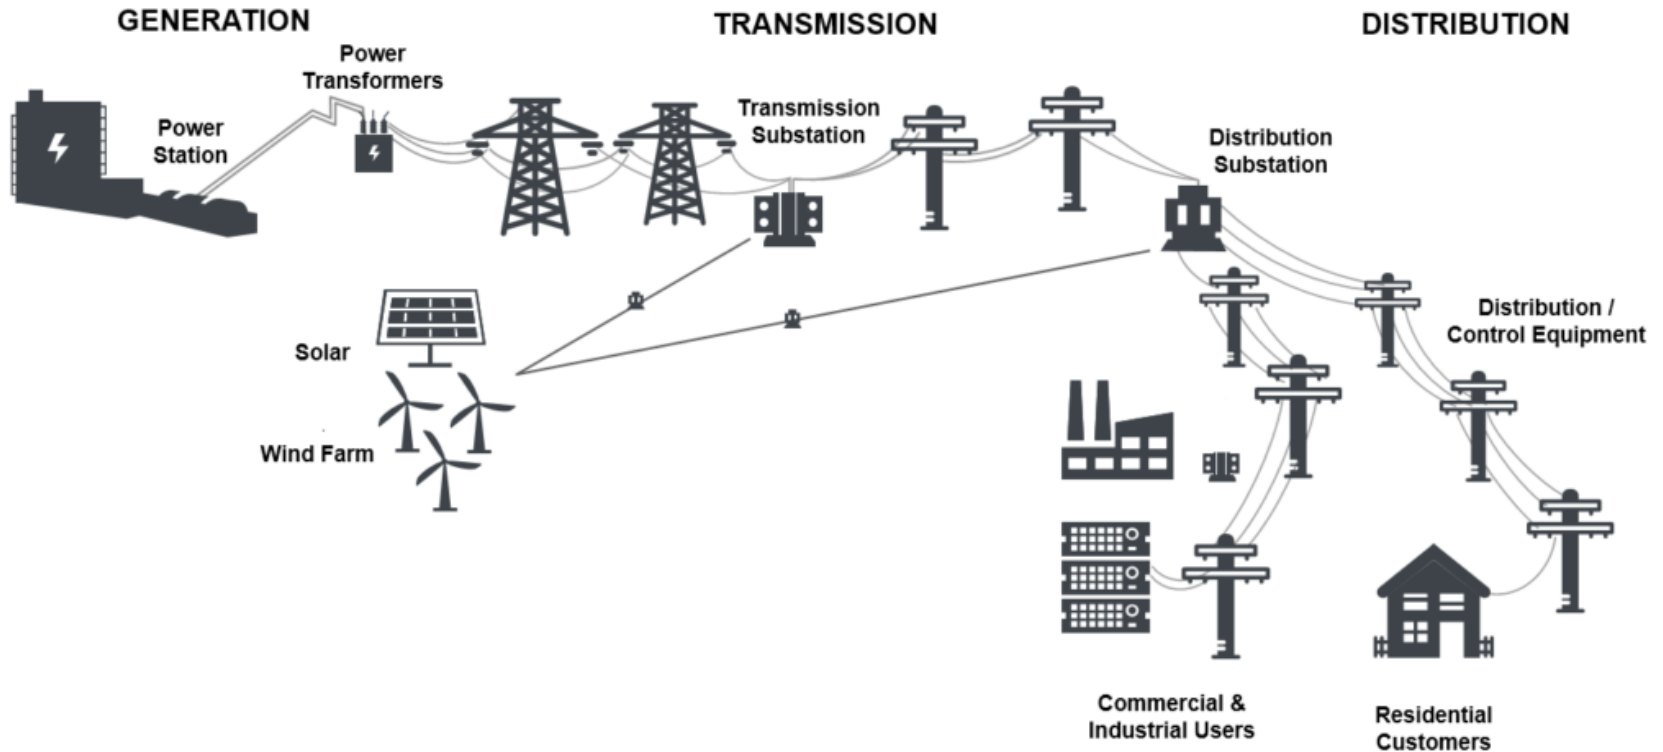 GENERATION
TRANSMISSION
DISTRIBUTION
Power
Transformers
Power
Station
Transmission
Substation
Distribution
Substation
Solar
Wind Farm
Distribution /
Control Equipment
Commercial &
Industrial Users
Residential
Customers